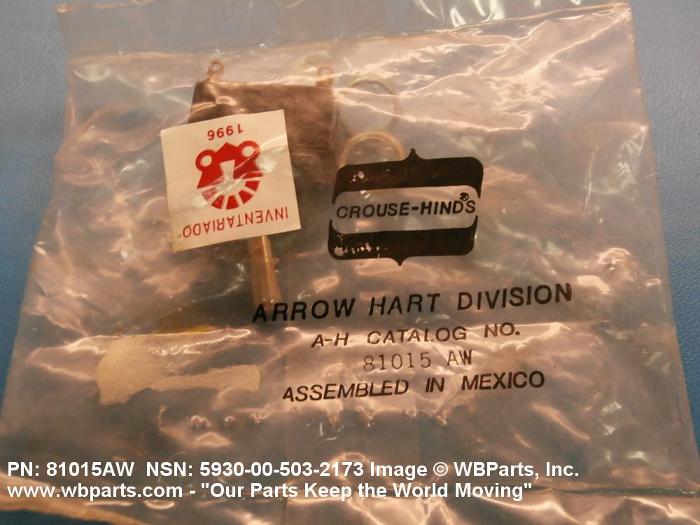 1996
INVENTARIADO
CROUSE-HINDS®
ARROW HART DIVISION
A-H CATALOG NO.
81015 AW
ASSEMBLED IN MEXICO
PN: 81015AW NSN: 5930-00-503-2173 Image © WBParts, Inc.
www.wbparts.com - "Our Parts Keep the World Moving"